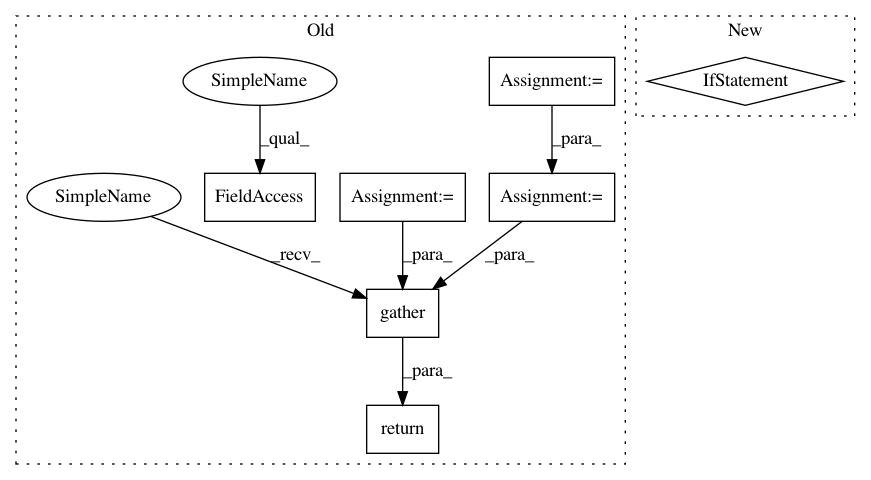 Old
New
SimpleName
Assignment:=
IfStatement
_qual_
_para_
SimpleName
FieldAccess
Assignment:=
Assignment:=
_recv_
_para_
_para_
gather
_para_
return